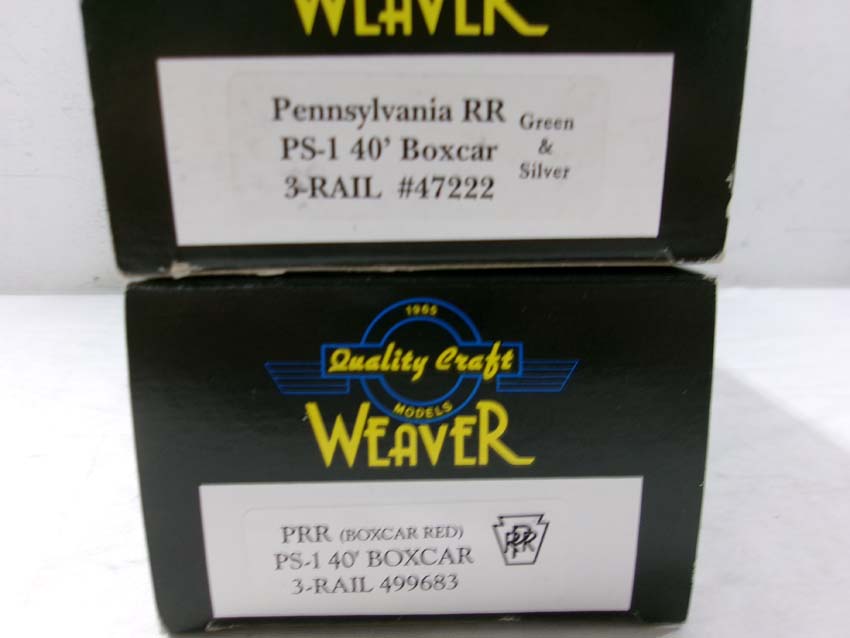 WEAVER
Pennsylvania RR
PS-1 40' Boxcar
3-RAIL #47222
Green
&
Silver
1965
Quality Craft
MODELS
WEAVER
PRR (BOXCAR RED)
PS-1 40' BOXCAR
3-RAIL 499683
PRR